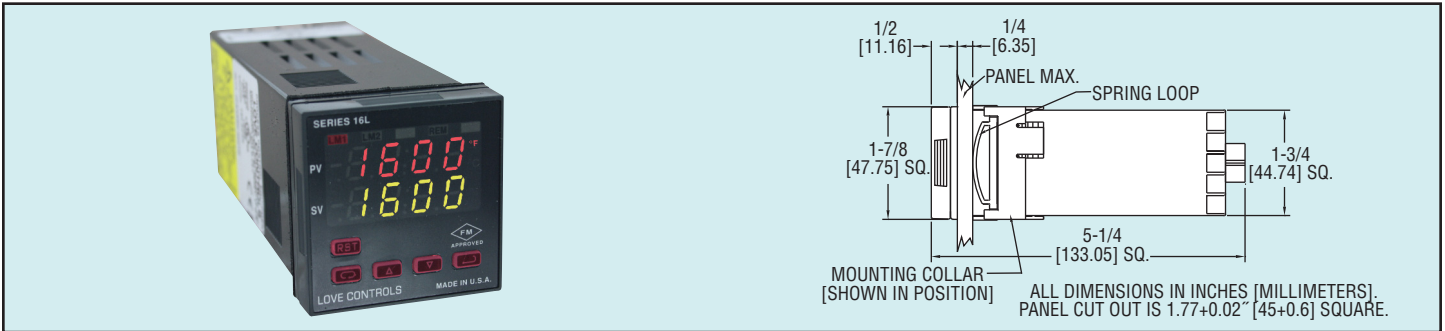 SERIES 16L
LM1 LM2 REM
PV 1600 °F
SV 1600
FM
APPROVED
RST
LOVE CONTROLS MADE IN U.S.A.
1/2
[11.16]
1/4
[6.35]
PANEL MAX.
SPRING LOOP
1-7/8
[47.75] SQ.
1-3/4
[44.74] SQ.
5-1/4
[133.05] SQ.
MOUNTING COLLAR
[SHOWN IN POSITION]
ALL DIMENSIONS IN INCHES [MILLIMETERS].
PANEL CUT OUT IS 1.77+0.02˝ [45+0.6] SQUARE.